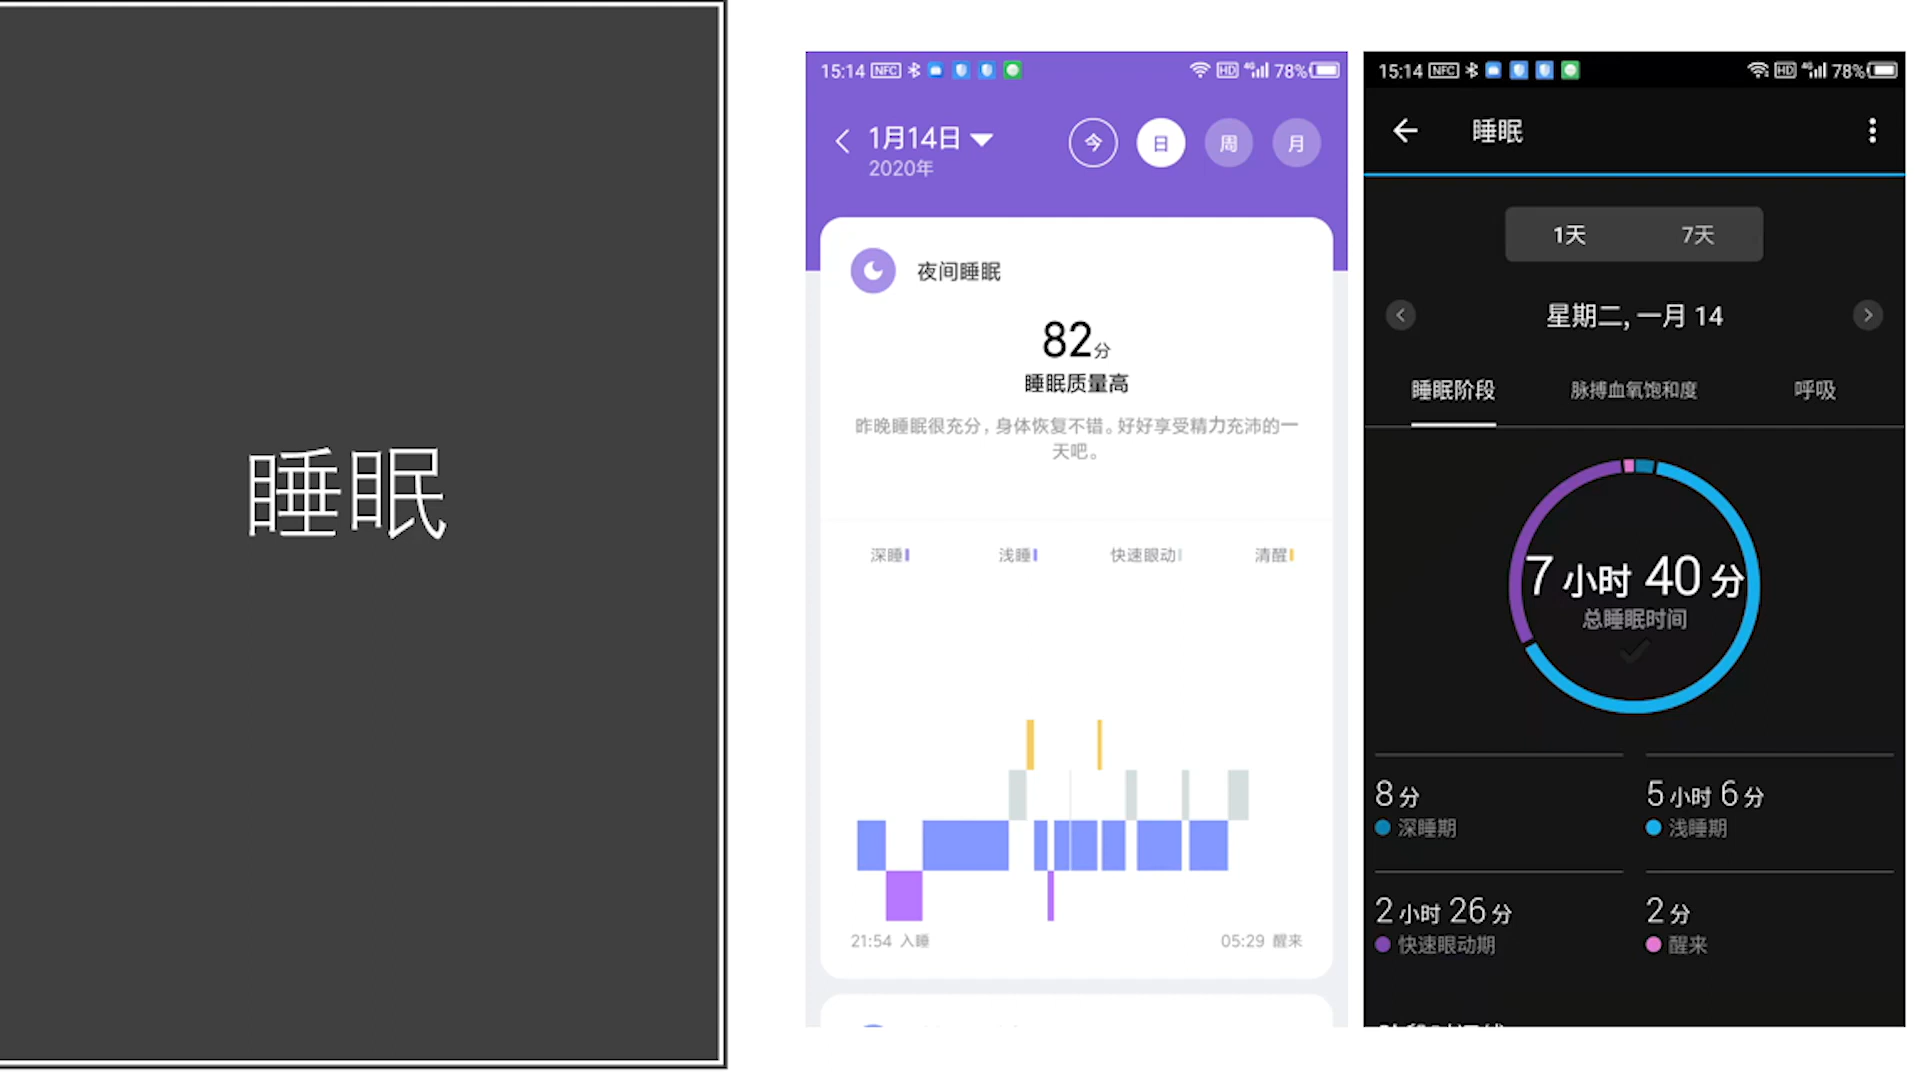 睡眠
15:14 NFC HD 4G 78%
1月14日
2020年
今 日 周 月
夜间睡眠
82分
睡眠质量高
昨晚睡眠很充分，身体恢复不错。好好享受精力充沛的一
天吧。
深睡 浅睡 快速眼动 清醒
21:54 入睡 05:29 醒来
15:14 NFC HD 4G 78%
睡眠
1天 7天
星期二, 一月 14
睡眠阶段 脉搏血氧饱和度 呼吸
7 小时 40 分
总睡眠时间
8 分 5 小时 6 分
深睡期 浅睡期
2 小时 26 分 2 分
快速眼动期 醒来